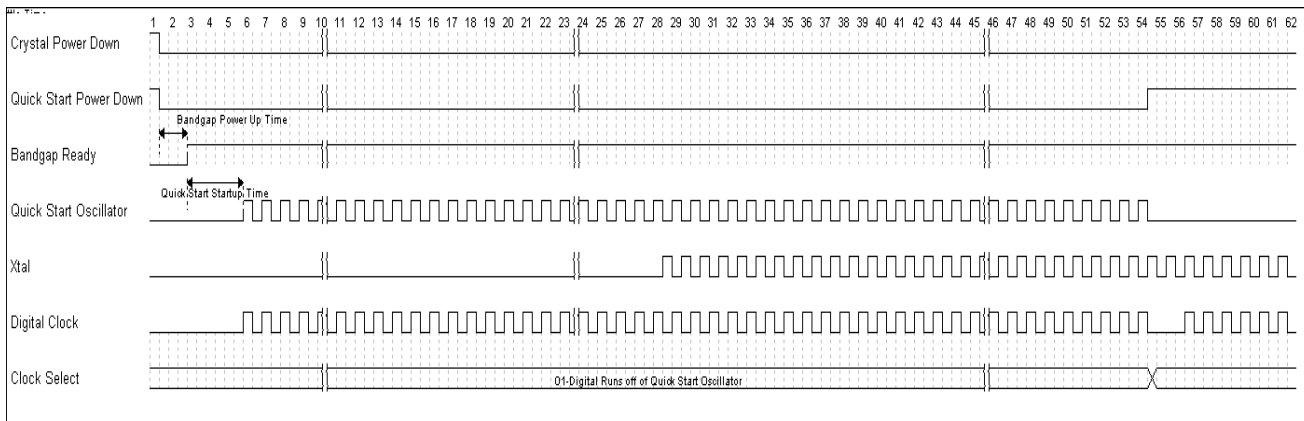 1 2 3 4 5 6 7 8 9 10 11 12 13 14 15 16 17 18 19 20 21 22 23 24 25 26 27 28 29 30 31 32 33 34 35 36 37 38 39 40 41 42 43 44 45 46 47 48 49 50 51 52 53 54 55 56 57 58 59 60 61 62
Crystal Power Down
Quick Start Power Down
Bandgap Power Up Time
Bandgap Ready
Quick Start Startup Time
Quick Start Oscillator
Xtal
Digital Clock
Clock Select
01-Digital Runs off of Quick Start Oscillator